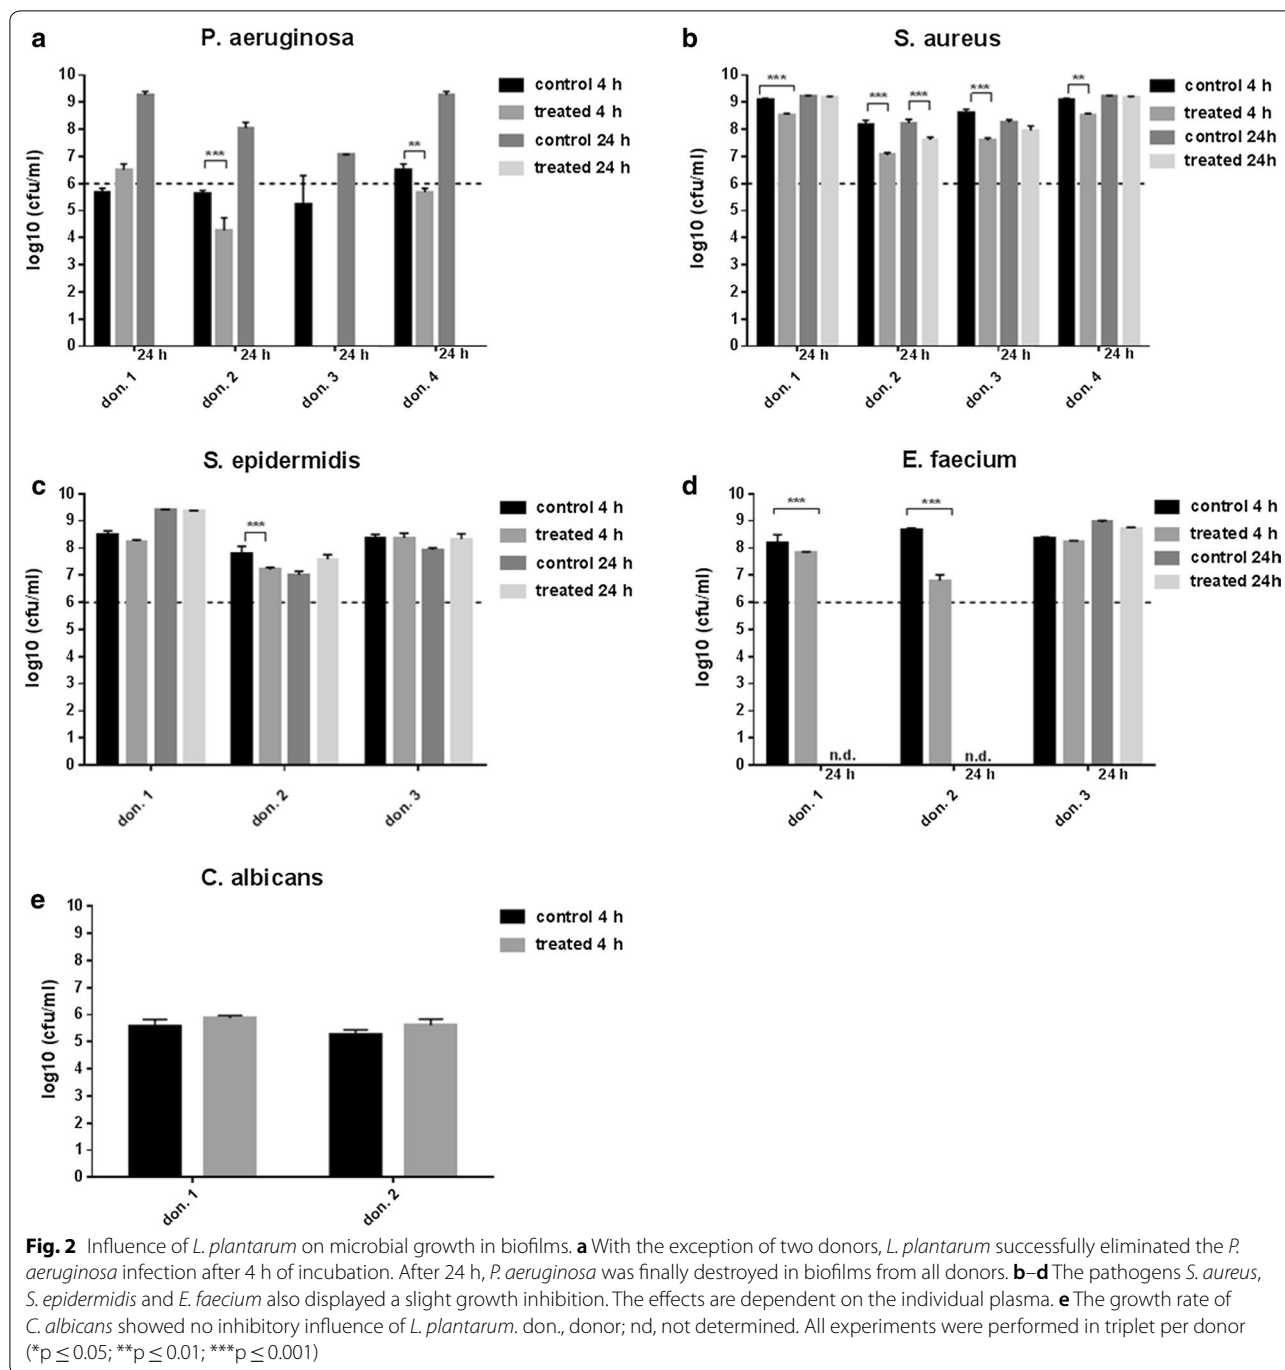 a
P. aeruginosa
10
9
8
7
6
5
4
3
2
1
0
log10 (cfu/ml)
***
**
24 h
24 h
24 h
24 h
don. 1
don. 2
don. 3
don. 4
control 4 h
treated 4 h
control 24 h
treated 24 h
b
S. aureus
10
9
8
7
6
5
4
3
2
1
0
log10 (cfu/ml)
***
***
***
***
**
24 h
24 h
24 h
24 h
don. 1
don. 2
don. 3
don. 4
control 4 h
treated 4 h
control 24h
treated 24 h
c
S. epidermidis
10
9
8
7
6
5
4
3
2
1
0
log10 (cfu/ml)
***
don. 1
don. 2
don. 3
control 4 h
treated 4 h
control 24 h
treated 24 h
d
E. faecium
10
9
8
7
6
5
4
3
2
1
0
log10 (cfu/ml)
***
***
n.d.
n.d.
24 h
24 h
24 h
don. 1
don. 2
don. 3
control 4 h
treated 4 h
control 24h
treated 24h
e
C. albicans
10
9
8
7
6
5
4
3
2
1
0
log10 (cfu/ml)
don. 1
don. 2
control 4 h
treated 4 h
Fig. 2 Influence of L. plantarum on microbial growth in biofilms. a With the exception of two donors, L. plantarum successfully eliminated the P.
aeruginosa infection after 4 h of incubation. After 24 h, P. aeruginosa was finally destroyed in biofilms from all donors. b–d The pathogens S. aureus,
S. epidermidis and E. faecium also displayed a slight growth inhibition. The effects are dependent on the individual plasma. e The growth rate of
C. albicans showed no inhibitory influence of L. plantarum. don., donor; nd, not determined. All experiments were performed in triplet per donor
(*p ≤ 0.05; **p ≤ 0.01; ***p ≤ 0.001)